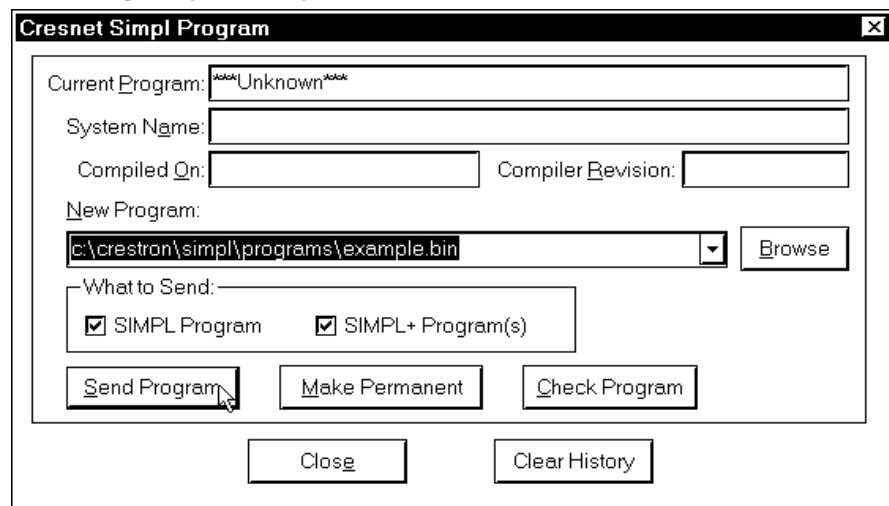 Cresnet Simpl Program
Current Program: ***Unknown***
System Name:
Compiled On: Compiler Revision:
New Program:
c:\crestron\simpl\programs\example.bin Browse
What to Send:
SIMPL Program SIMPL+ Program(s)
Send Program Make Permanent Check Program
Close Clear History